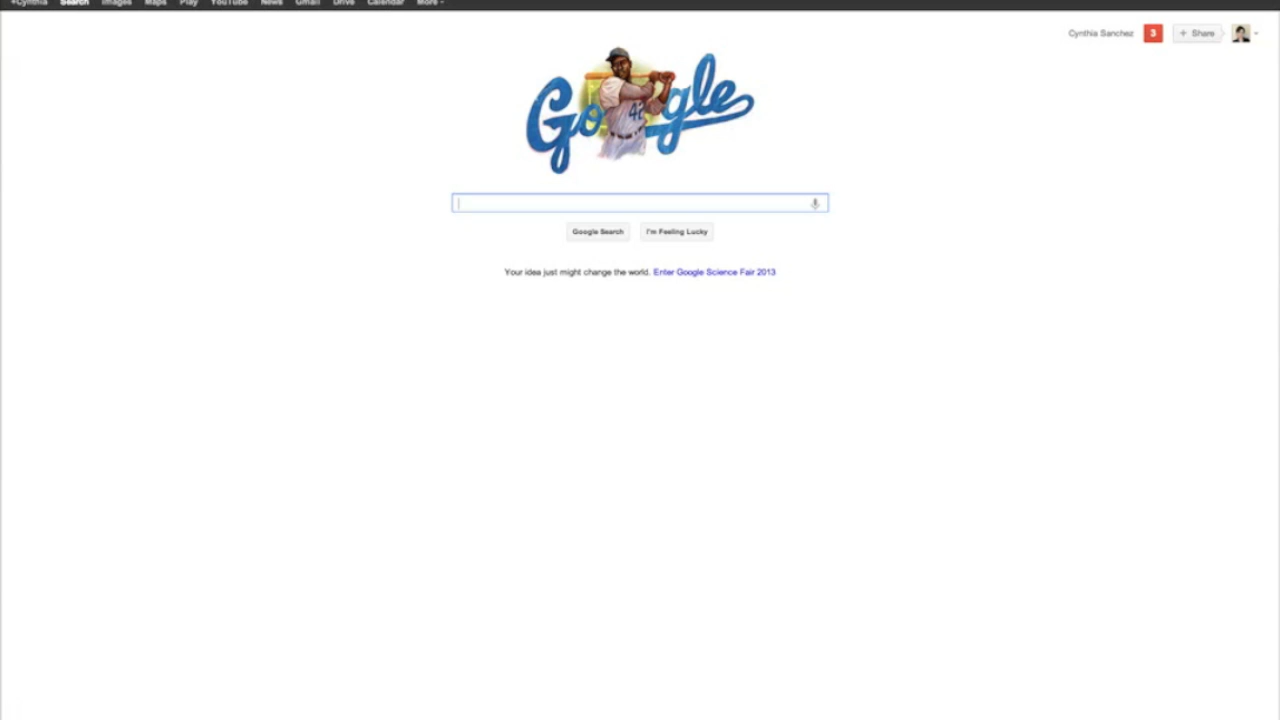 +Cynthia Search Images Maps Play YouTube News Gmail Drive Calendar More
Cynthia Sanchez 3 + Share
Google
42
Google Search I'm Feeling Lucky
Your idea just might change the world. Enter Google Science Fair 2013